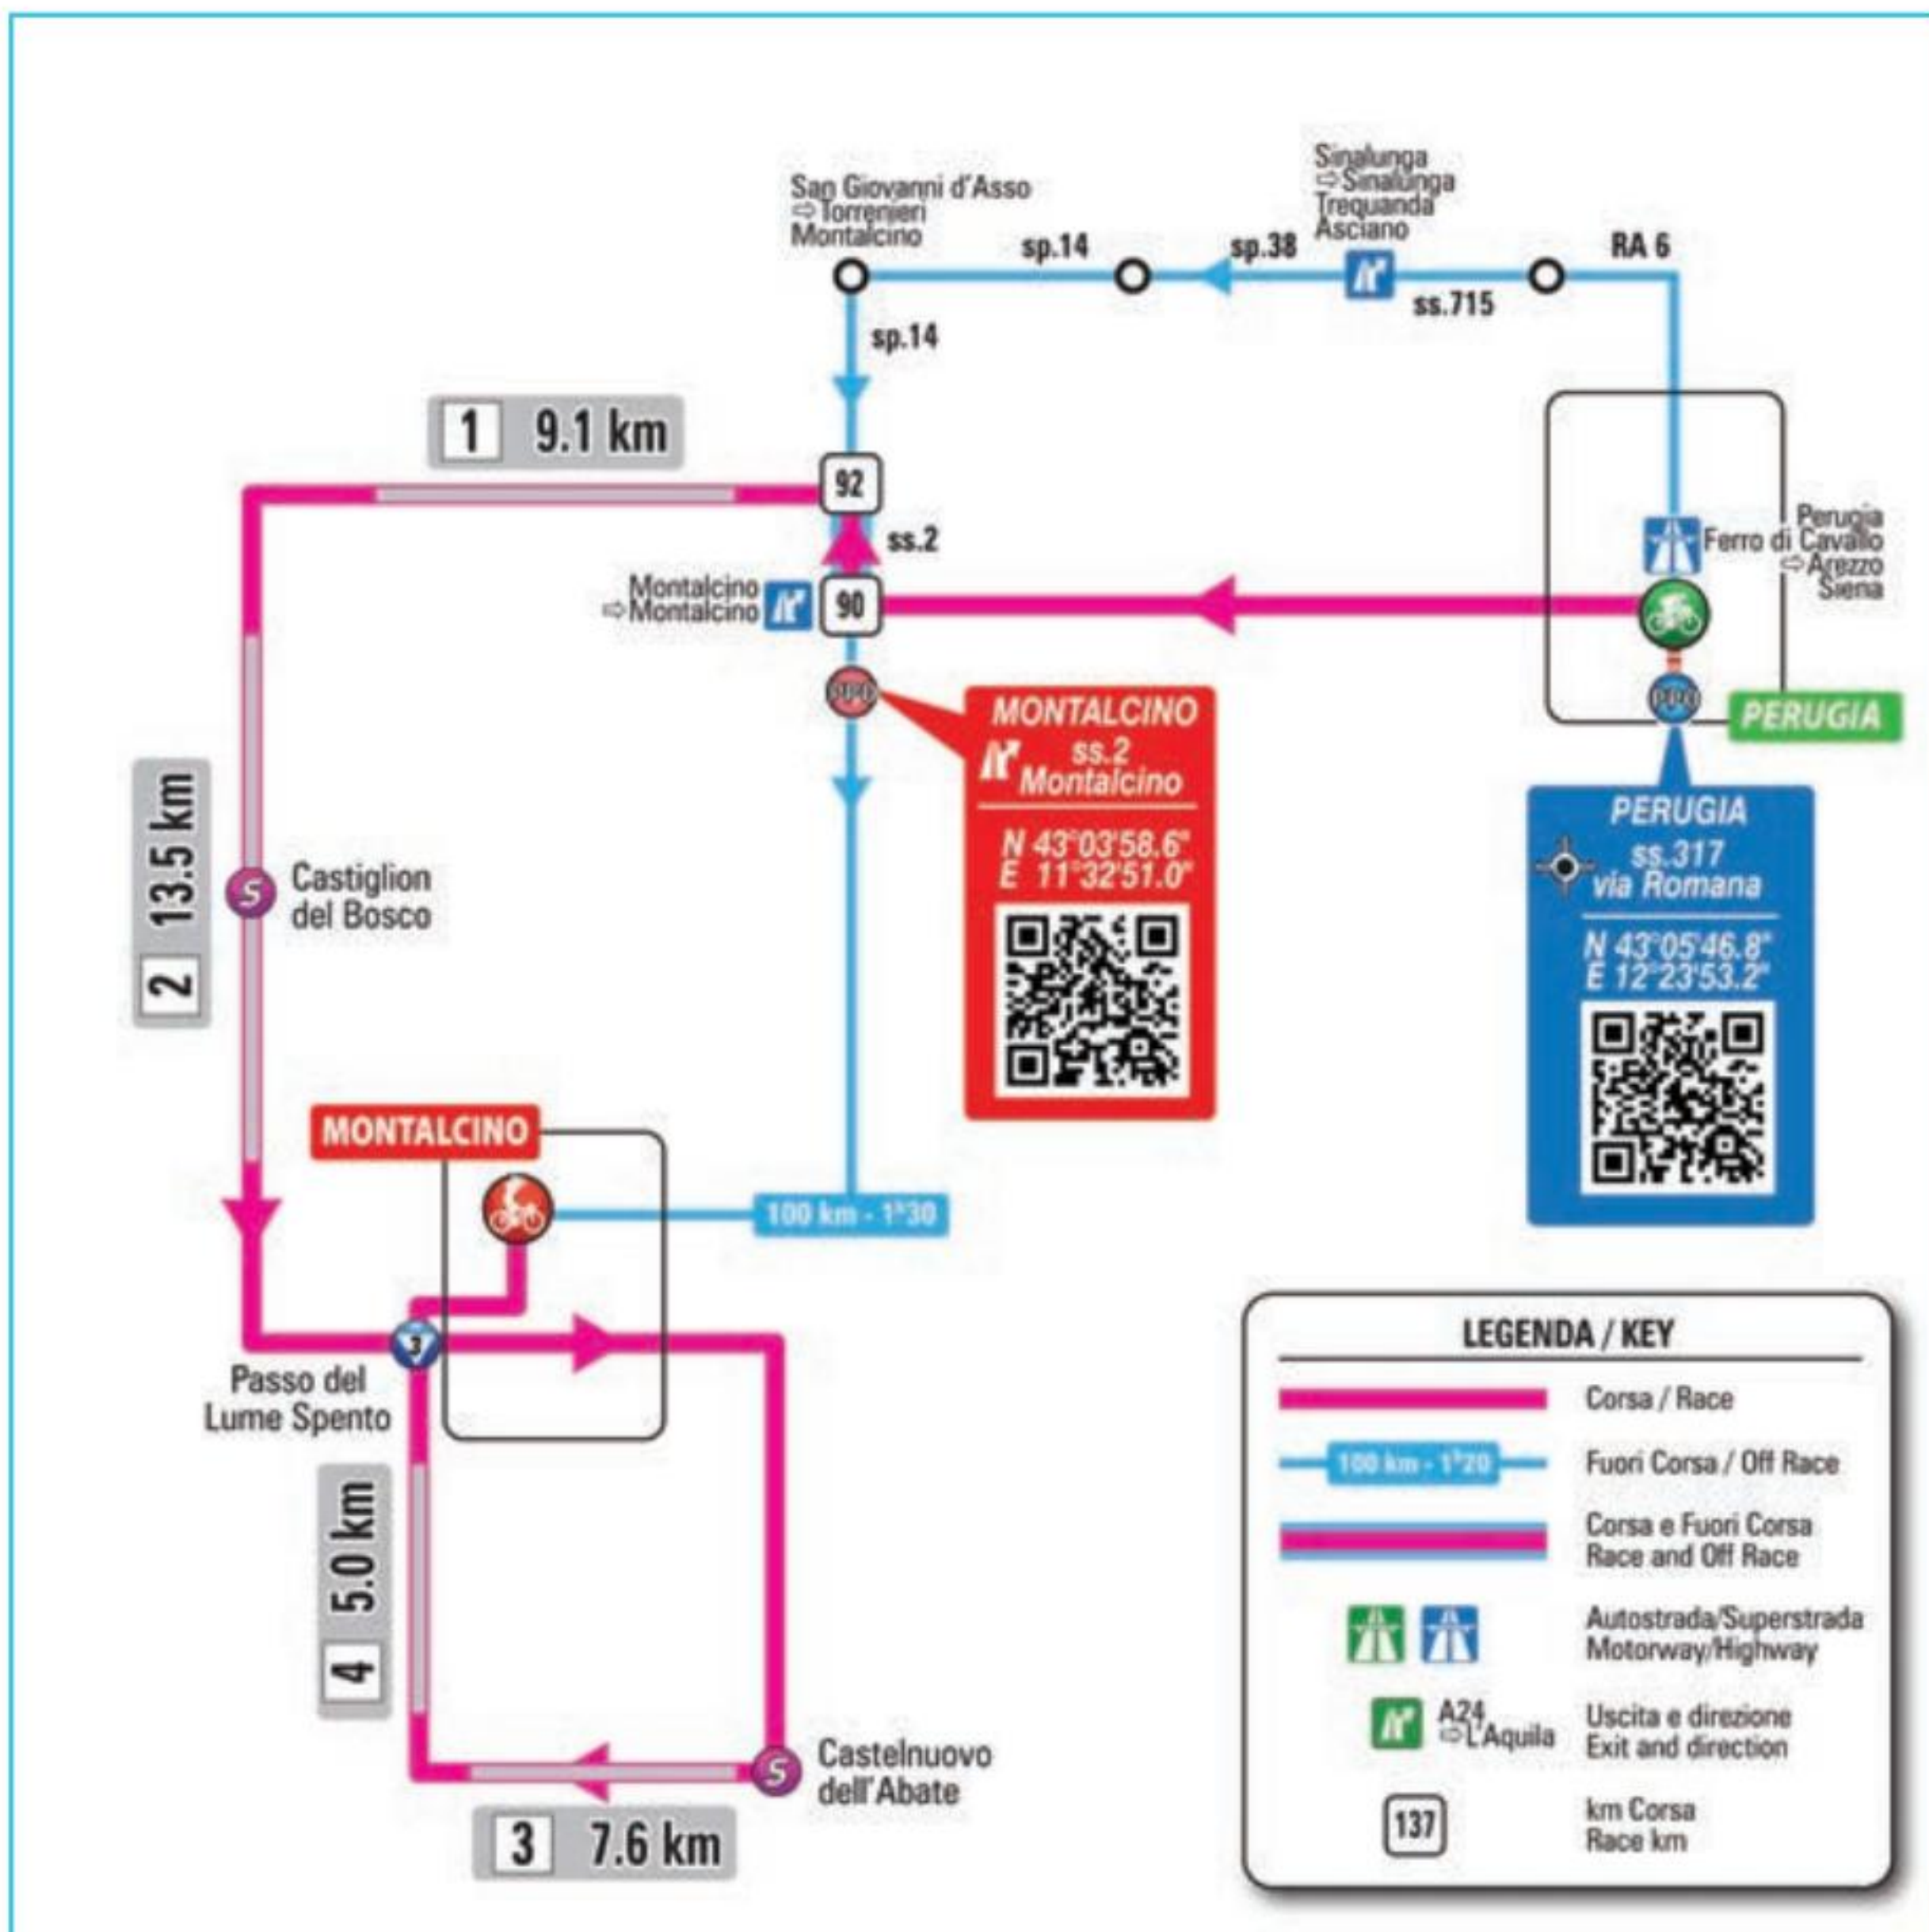 San Giovanni d'Asso
⇨Torrenieri
Montalcino
Sinalunga
⇨Sinalunga
Trequanda
Asciano
sp.14
sp.38
RA 6
ss.715
sp.14
1 9.1 km
92
ss.2
Perugia
Ferro di Cavallo
⇨Arezzo
Siena
Montalcino
⇨Montalcino
90
PERUGIA
MONTALCINO
ss.2
Montalcino
N 43°03'58.6"
E 11°32'51.0"
PERUGIA
ss.317
via Romana
N 43°05'46.8"
E 12°23'53.2"
2 13.5 km
S
Castiglion
del Bosco
MONTALCINO
100 km - 1h30
3
Passo del
Lume Spento
4 5.0 km
S
Castelnuovo
dell'Abate
3 7.6 km
LEGENDA / KEY
Corsa / Race
100 km - 1h20
Fuori Corsa / Off Race
Corsa e Fuori Corsa
Race and Off Race
Autostrada/Superstrada
Motorway/Highway
A24
⇨L'Aquila
Uscita e direzione
Exit and direction
137
km Corsa
Race km